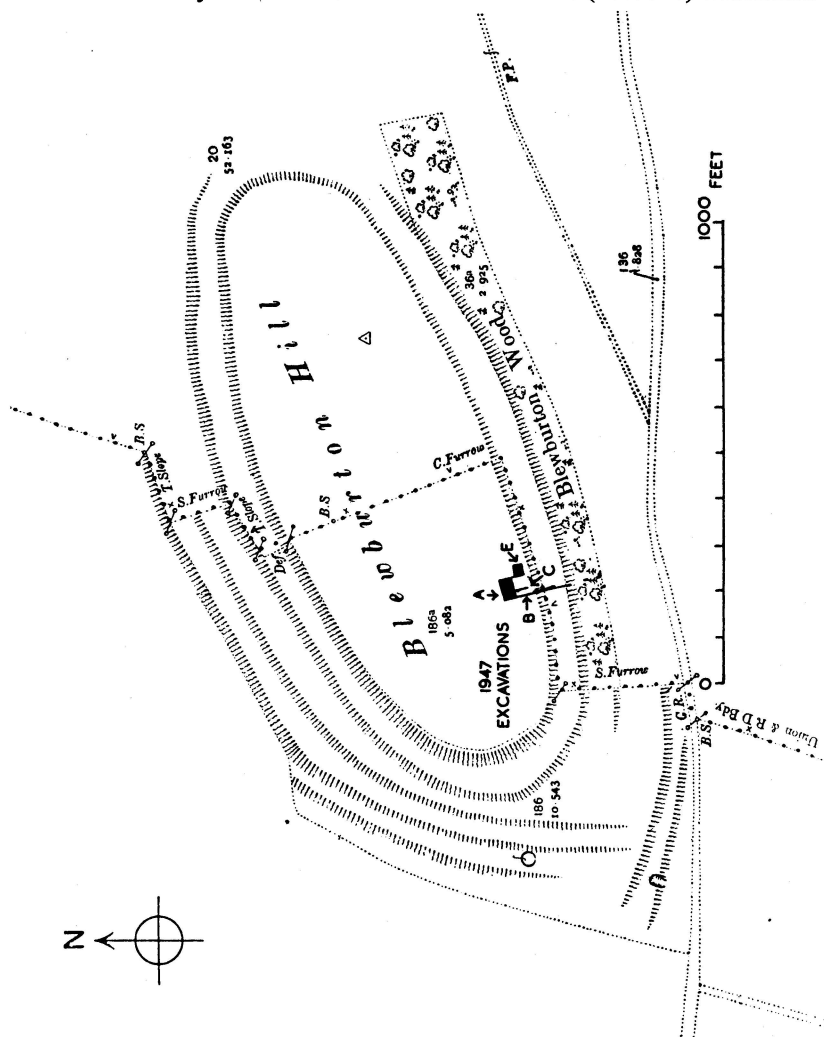 20
52·163
B.S
T. Slope
S. Furrow
T. Slope
Def.
B.S
Blewburton Hill
C. Furrow
F.P.
36a
2 925
Blewburton Wood
136
1·828
186a
5·082
1947
EXCAVATIONS
A
B
C
E
S. Furrow
186
10·543
C. R.
B.S.
Union & R D Bdy.
0
1000 FEET
N